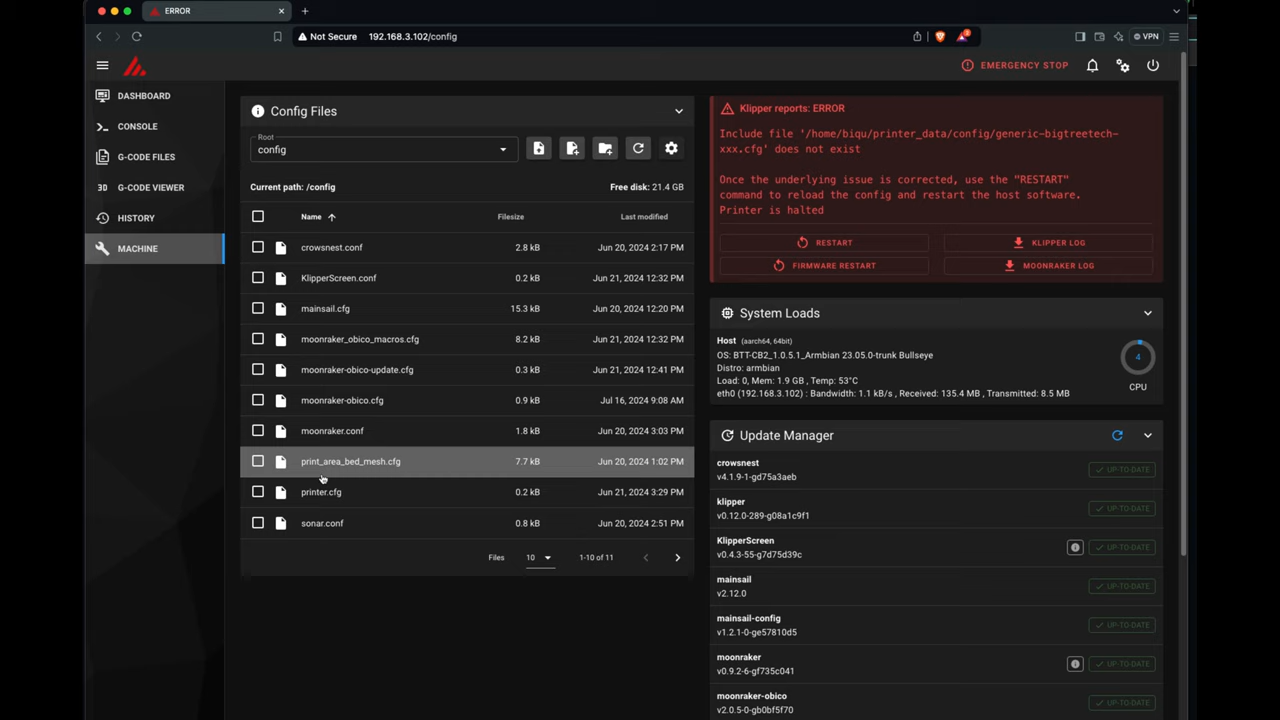 ERROR
Not Secure 192.168.3.102/config
VPN
EMERGENCY STOP
DASHBOARD
CONSOLE
G-CODE FILES
G-CODE VIEWER
HISTORY
MACHINE
Config Files
Root
config
Current path: /config
Free disk: 21.4 GB
Name Filesize Last modified
crowsnest.conf 2.8 kB Jun 20, 2024 2:17 PM
KlipperScreen.conf 0.2 kB Jun 21, 2024 12:32 PM
mainsail.cfg 15.3 kB Jun 20, 2024 12:20 PM
moonraker_obico_macros.cfg 8.2 kB Jun 21, 2024 12:32 PM
moonraker-obico-update.cfg 0.3 kB Jun 21, 2024 12:41 PM
moonraker-obico.cfg 0.9 kB Jul 16, 2024 9:08 AM
moonraker.conf 1.8 kB Jun 20, 2024 3:03 PM
print_area_bed_mesh.cfg 7.7 kB Jun 20, 2024 1:02 PM
printer.cfg 0.2 kB Jun 21, 2024 3:29 PM
sonar.conf 0.8 kB Jun 20, 2024 2:51 PM
Files 10 1-10 of 11
Klipper reports: ERROR
Include file '/home/biqu/printer_data/config/generic-bigtreetech-
xxx.cfg' does not exist
Once the underlying issue is corrected, use the "RESTART"
command to reload the config and restart the host software.
Printer is halted
RESTART
KLIPPER LOG
FIRMWARE RESTART
MOONRAKER LOG
System Loads
Host (aarch64, 64bit)
OS: BTT-CB2_1.0.5.1_Armbian 23.05.0-trunk Bullseye
Distro: armbian
Load: 0, Mem: 1.9 GB , Temp: 53°C
eth0 (192.168.3.102) : Bandwidth: 1.1 kB/s , Received: 135.4 MB , Transmitted: 8.5 MB
4
CPU
Update Manager
crowsnest
v4.1.9-1-gd75a3aeb
UP-TO-DATE
klipper
v0.12.0-289-g08a1c9f1
UP-TO-DATE
KlipperScreen
v0.4.3-55-g7d75d39c
UP-TO-DATE
mainsail
v2.12.0
UP-TO-DATE
mainsail-config
v1.2.1-0-ge57810d5
UP-TO-DATE
moonraker
v0.9.2-6-gf735c041
UP-TO-DATE
moonraker-obico
v2.0.5-0-gb0bf5f70
UP-TO-DATE